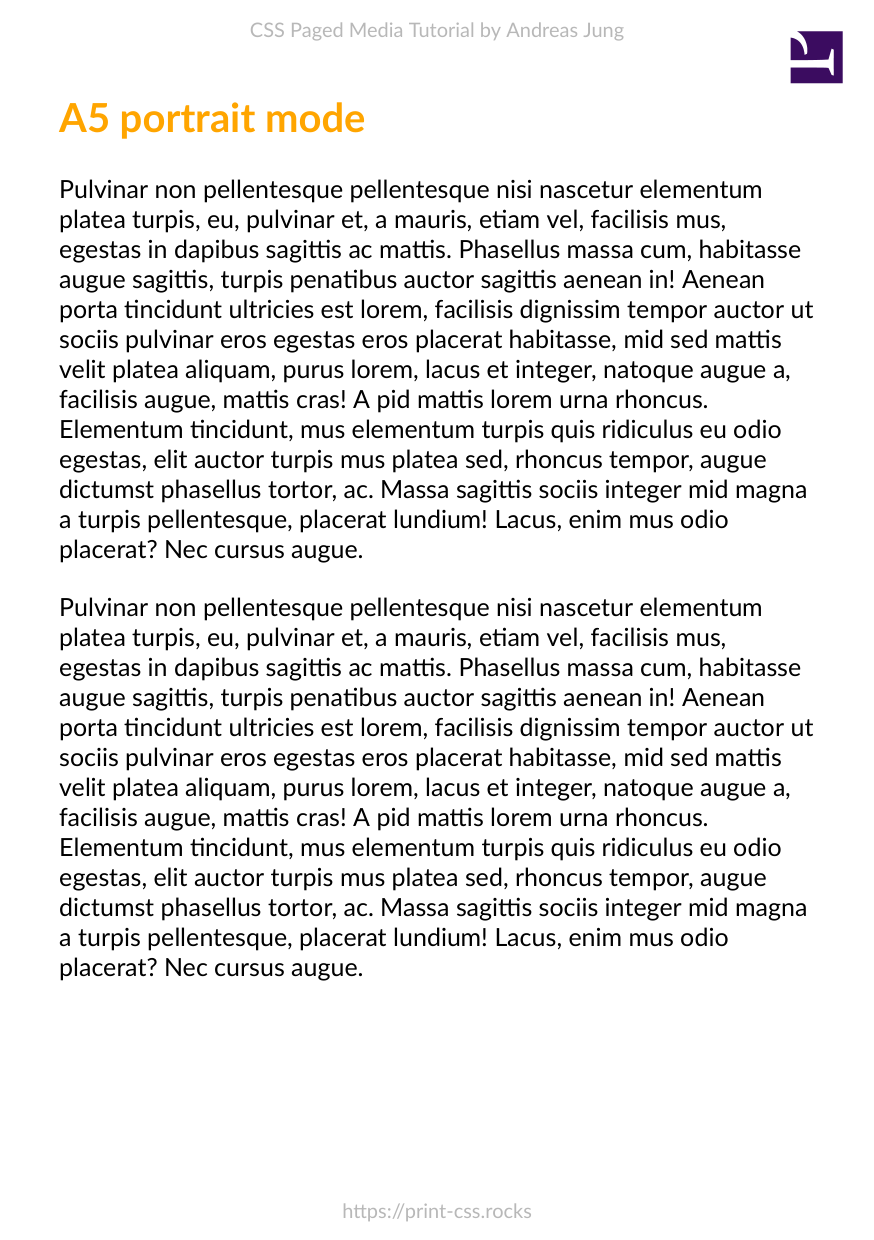 CSS Paged Media Tutorial by Andreas Jung
A5 portrait mode
Pulvinar non pellentesque pellentesque nisi nascetur elementum
platea turpis, eu, pulvinar et, a mauris, etiam vel, facilisis mus,
egestas in dapibus sagittis ac mattis. Phasellus massa cum, habitasse
augue sagittis, turpis penatibus auctor sagittis aenean in! Aenean
porta tincidunt ultricies est lorem, facilisis dignissim tempor auctor ut
sociis pulvinar eros egestas eros placerat habitasse, mid sed mattis
velit platea aliquam, purus lorem, lacus et integer, natoque augue a,
facilisis augue, mattis cras! A pid mattis lorem urna rhoncus.
Elementum tincidunt, mus elementum turpis quis ridiculus eu odio
egestas, elit auctor turpis mus platea sed, rhoncus tempor, augue
dictumst phasellus tortor, ac. Massa sagittis sociis integer mid magna
a turpis pellentesque, placerat lundium! Lacus, enim mus odio
placerat? Nec cursus augue.
Pulvinar non pellentesque pellentesque nisi nascetur elementum
platea turpis, eu, pulvinar et, a mauris, etiam vel, facilisis mus,
egestas in dapibus sagittis ac mattis. Phasellus massa cum, habitasse
augue sagittis, turpis penatibus auctor sagittis aenean in! Aenean
porta tincidunt ultricies est lorem, facilisis dignissim tempor auctor ut
sociis pulvinar eros egestas eros placerat habitasse, mid sed mattis
velit platea aliquam, purus lorem, lacus et integer, natoque augue a,
facilisis augue, mattis cras! A pid mattis lorem urna rhoncus.
Elementum tincidunt, mus elementum turpis quis ridiculus eu odio
egestas, elit auctor turpis mus platea sed, rhoncus tempor, augue
dictumst phasellus tortor, ac. Massa sagittis sociis integer mid magna
a turpis pellentesque, placerat lundium! Lacus, enim mus odio
placerat? Nec cursus augue.
https://print-css.rocks